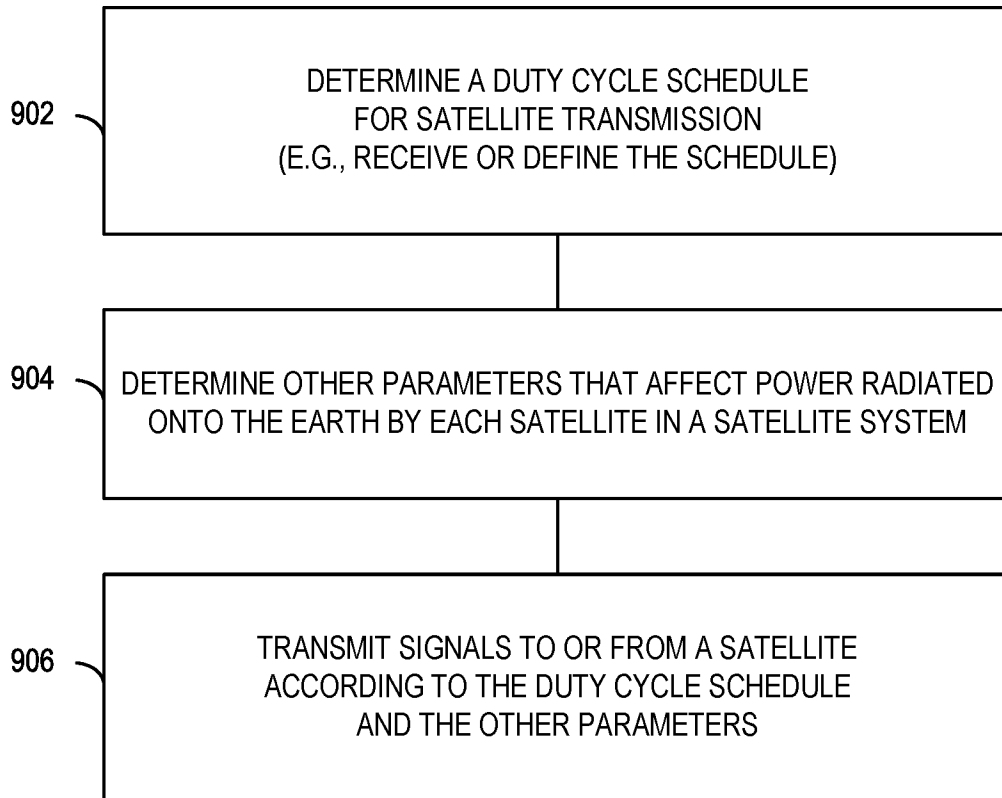 902
DETERMINE A DUTY CYCLE SCHEDULE
FOR SATELLITE TRANSMISSION
(E.G., RECEIVE OR DEFINE THE SCHEDULE)
904
DETERMINE OTHER PARAMETERS THAT AFFECT POWER RADIATED
ONTO THE EARTH BY EACH SATELLITE IN A SATELLITE SYSTEM
906
TRANSMIT SIGNALS TO OR FROM A SATELLITE
ACCORDING TO THE DUTY CYCLE SCHEDULE
AND THE OTHER PARAMETERS